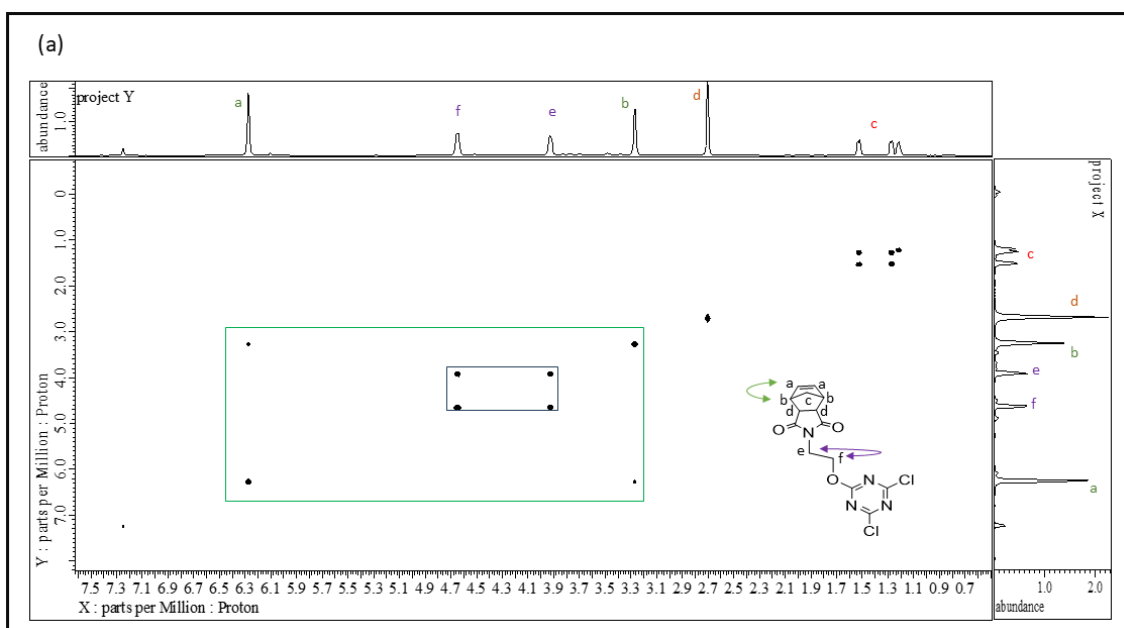 (a)
project Y
abundance
1.0
a
f
e
b
d
c
0
1.0
2.0
3.0
4.0
5.0
6.0
7.0
Y : parts per Million : Proton
project X
c
d
b
e
f
a
a a
b c b
d d
O N O
e
f
O
N N
N
Cl
Cl
7.5 7.3 7.1 6.9 6.7 6.5 6.3 6.1 5.9 5.7 5.5 5.3 5.1 4.9 4.7 4.5 4.3 4.1 3.9 3.7 3.5 3.3 3.1 2.9 2.7 2.5 2.3 2.1 1.9 1.7 1.5 1.3 1.1 0.9 0.7
X : parts per Million : Proton
1.0 2.0
abundance